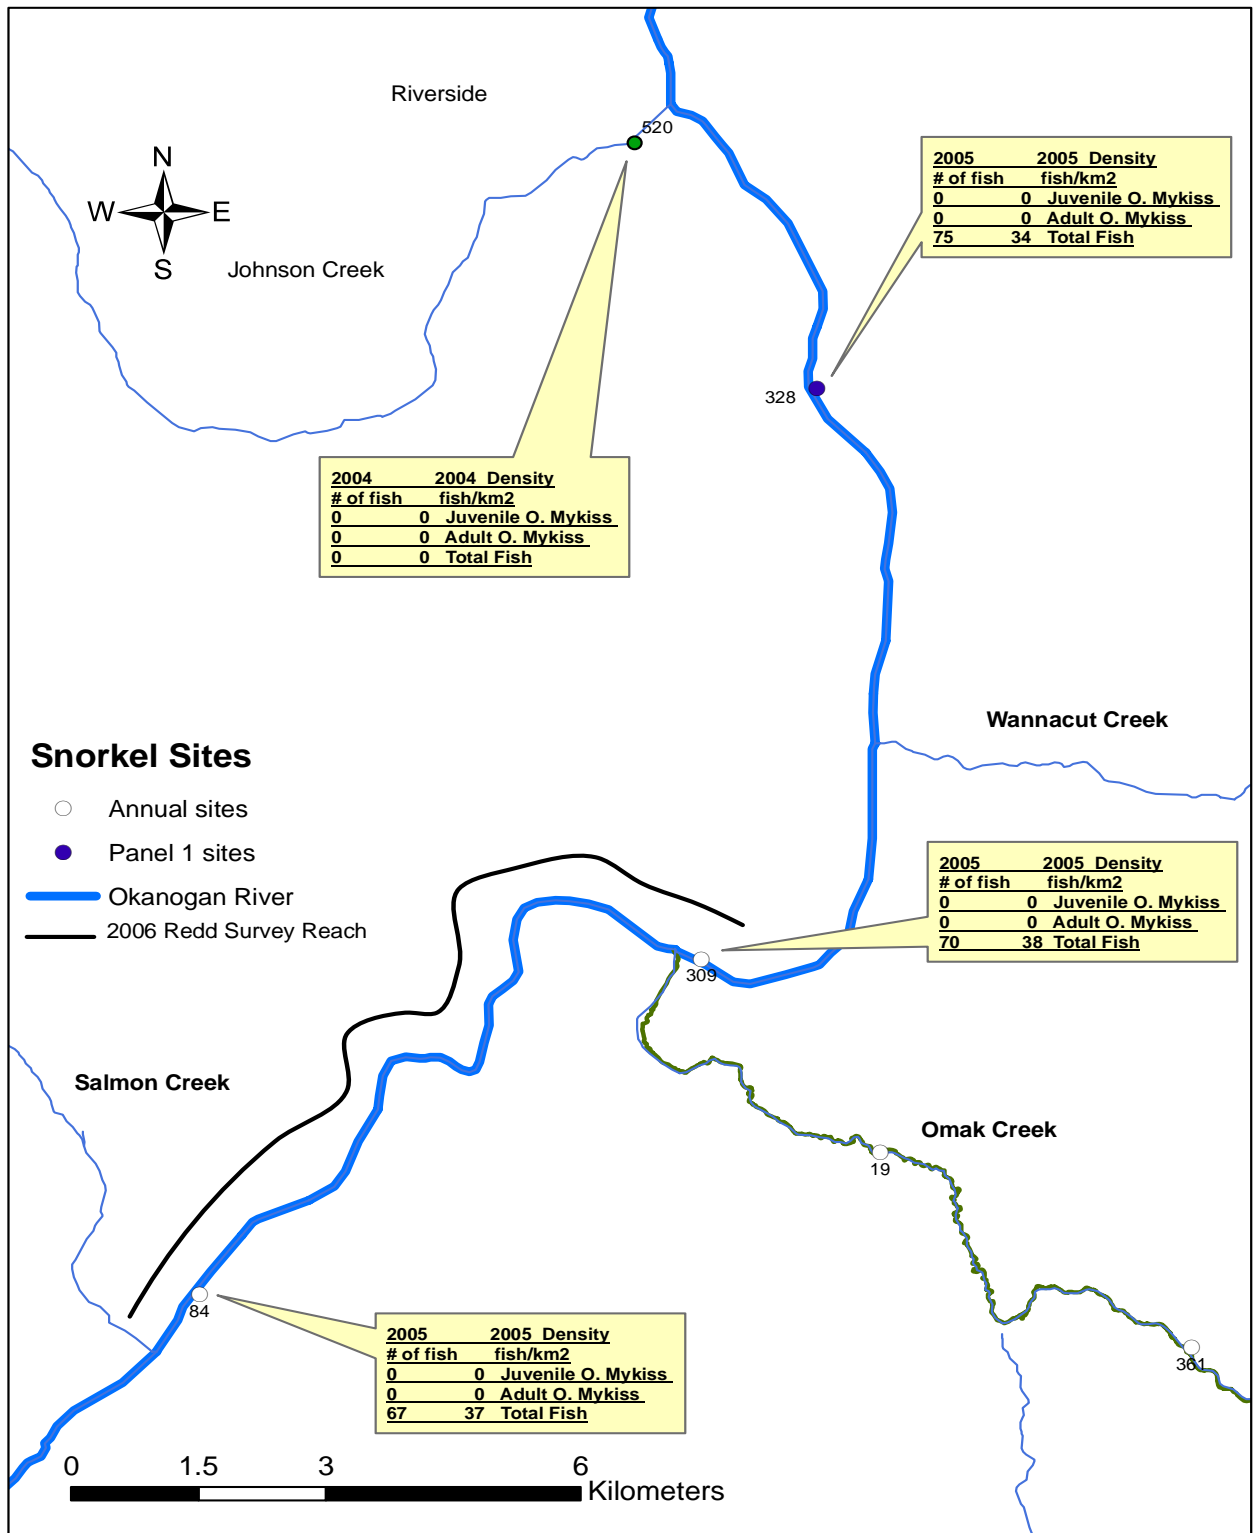 Riverside
520
N
W E
S
Johnson Creek
2005 2005 Density
# of fish fish/km2
0 0 Juvenile O. Mykiss
0 0 Adult O. Mykiss
75 34 Total Fish
328
2004 2004 Density
# of fish fish/km2
0 0 Juvenile O. Mykiss
0 0 Adult O. Mykiss
0 0 Total Fish
Wannacut Creek
Snorkel Sites
Annual sites
Panel 1 sites
Okanogan River
2006 Redd Survey Reach
2005 2005 Density
# of fish fish/km2
0 0 Juvenile O. Mykiss
0 0 Adult O. Mykiss
70 38 Total Fish
309
Salmon Creek
Omak Creek
19
84
361
2005 2005 Density
# of fish fish/km2
0 0 Juvenile O. Mykiss
0 0 Adult O. Mykiss
67 37 Total Fish
0 1.5 3 6
Kilometers